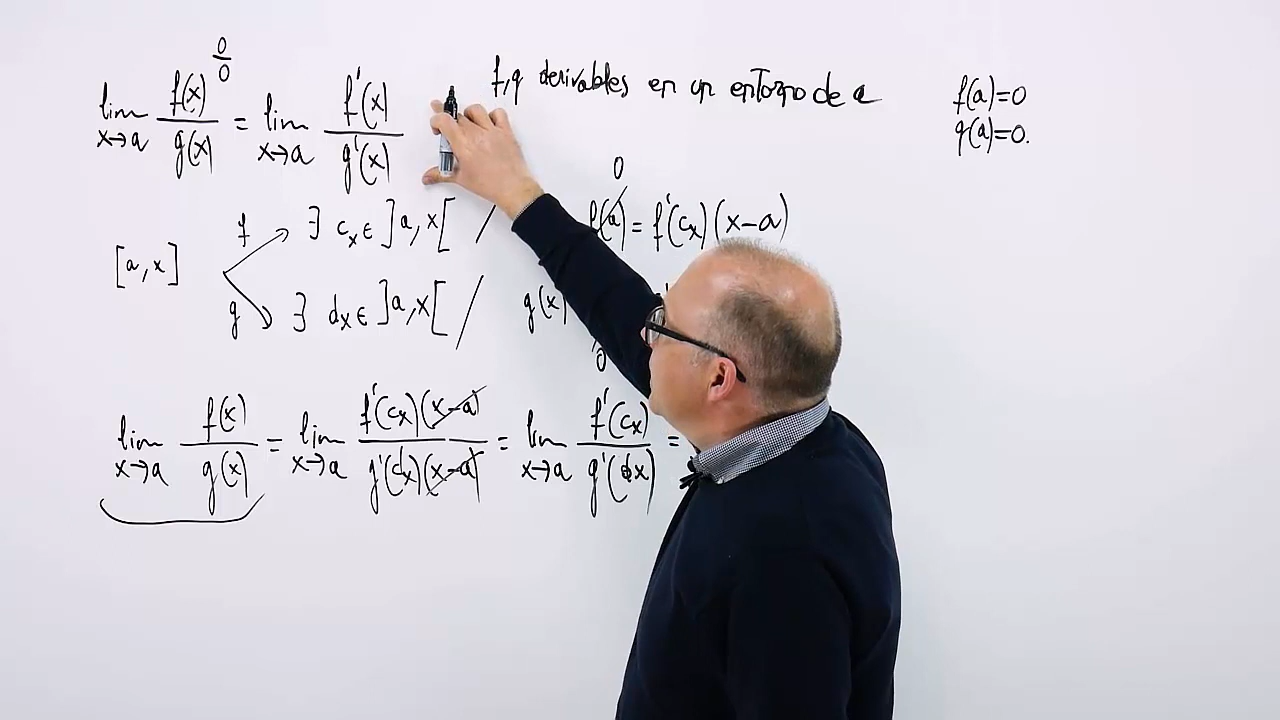 lim x→a f(x)/g(x) 0/0 = lim x→a f'(x)/g'(x)
f,g derivables en un entorno de a
f(a)=0
g(a)=0.
[a,x]
f ∃ cx ∈ ]a,x[ / f(a) = f'(cx)(x-a)
0
g ∃ dx ∈ ]a,x[ / g(x)
lim x→a f(x)/g(x) = lim x→a f'(cx)(x-a)/g'(dx)(x-a) = lim x→a f'(cx)/g'(dx) =